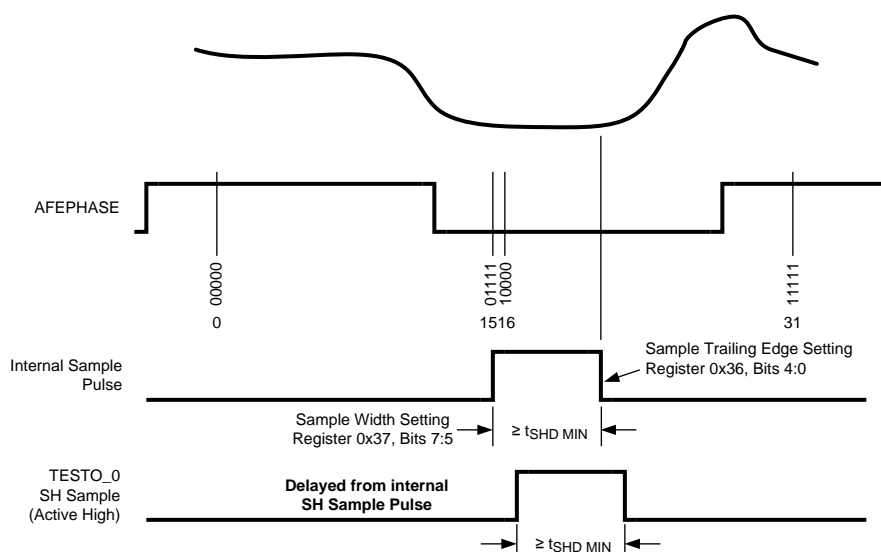 AFEPHASE
00000
01111
10000
11111
0
1516
31
Internal Sample
Pulse
Sample Trailing Edge Setting
Register 0x36, Bits 4:0
Sample Width Setting
Register 0x37, Bits 7:5
≥ tSHD MIN
TESTO_0
SH Sample
(Active High)
Delayed from internal
SH Sample Pulse
≥ tSHD MIN